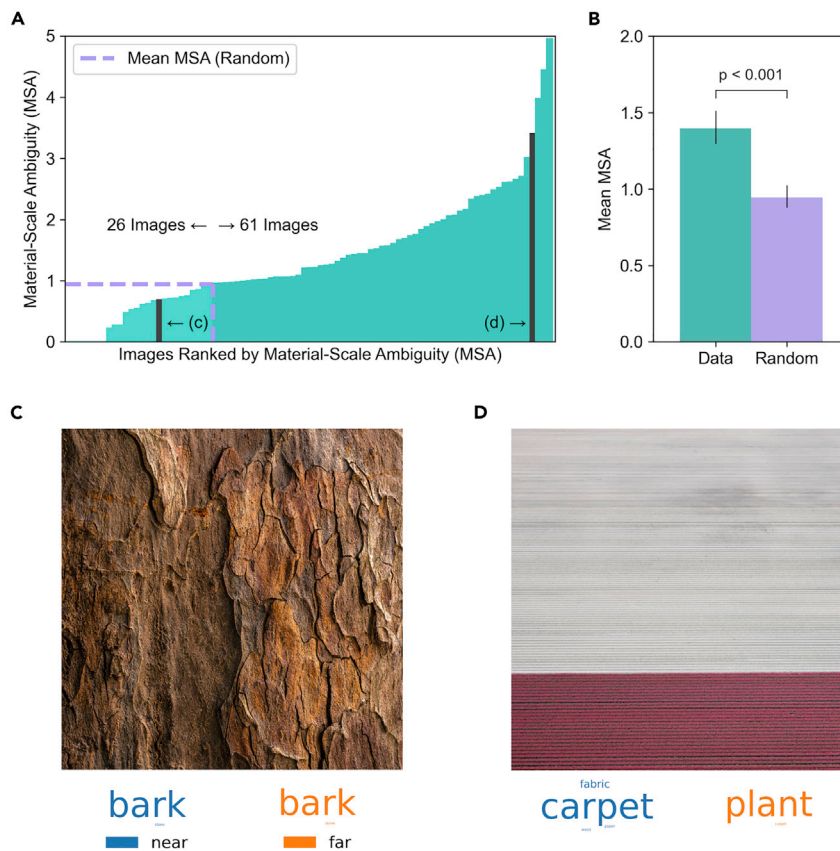 A
Material-Scale Ambiguity (MSA)
5
4
3
2
1
0
Mean MSA (Random)
26 Images ← → 61 Images
← (c)
(d) →
Images Ranked by Material-Scale Ambiguity (MSA)
B
Mean MSA
2.0
1.5
1.0
0.5
0.0
p < 0.001
Data Random
C
bark bark
near far
D
fabric
carpet plant